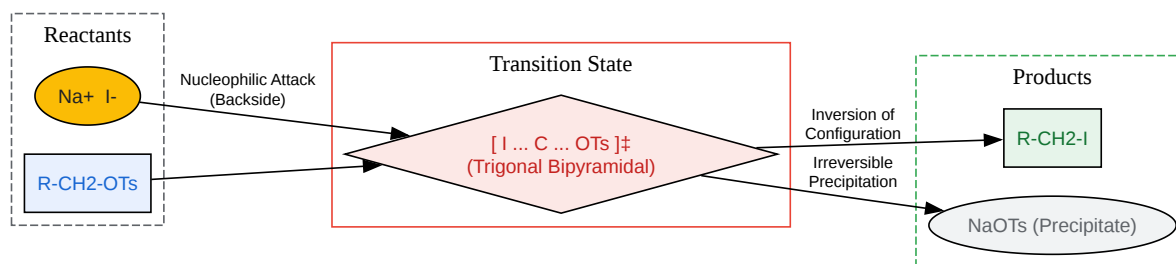 Reactants
Na+  I-
R-CH2-OTs
Nucleophilic Attack
(Backside)
Transition State
[ I ... C ... OTs ]‡
(Trigonal Bipyramidal)
Inversion of
Configuration
Irreversible
Precipitation
Products
R-CH2-I
NaOTs (Precipitate)